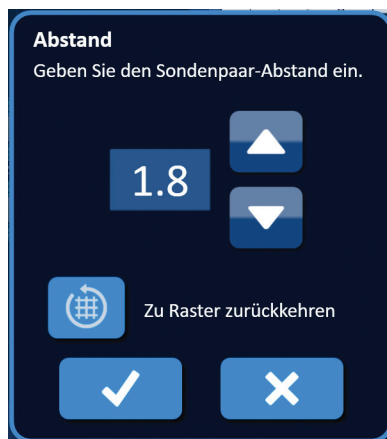 Abstand
Geben Sie den Sondenpaar-Abstand ein.
1.8
Zu Raster zurückkehren